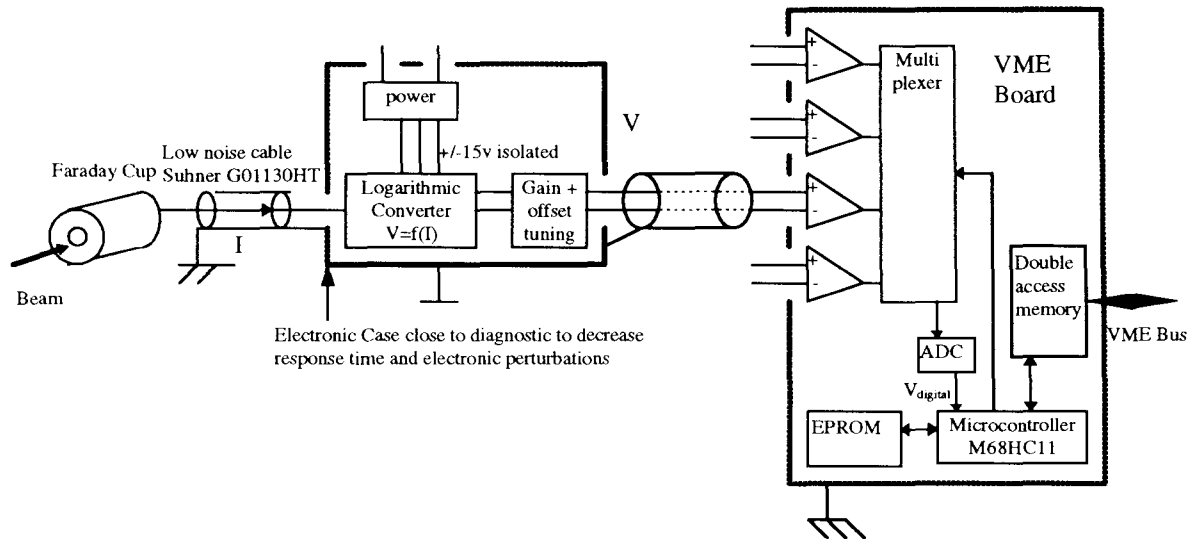 Faraday Cup
Beam
Low noise cable
Suhner G01130HT
I
power
+/-15v isolated
Logarithmic
Converter
V=f(I)
Gain +
offset
tuning
V
Electronic Case close to diagnostic to decrease
response time and electronic perturbations
+
-
+
-
+
-
+
-
Multi
plexer
VME
Board
Double
access
memory
VME Bus
ADC
Vdigital
EPROM
Microcontroller
M68HC11